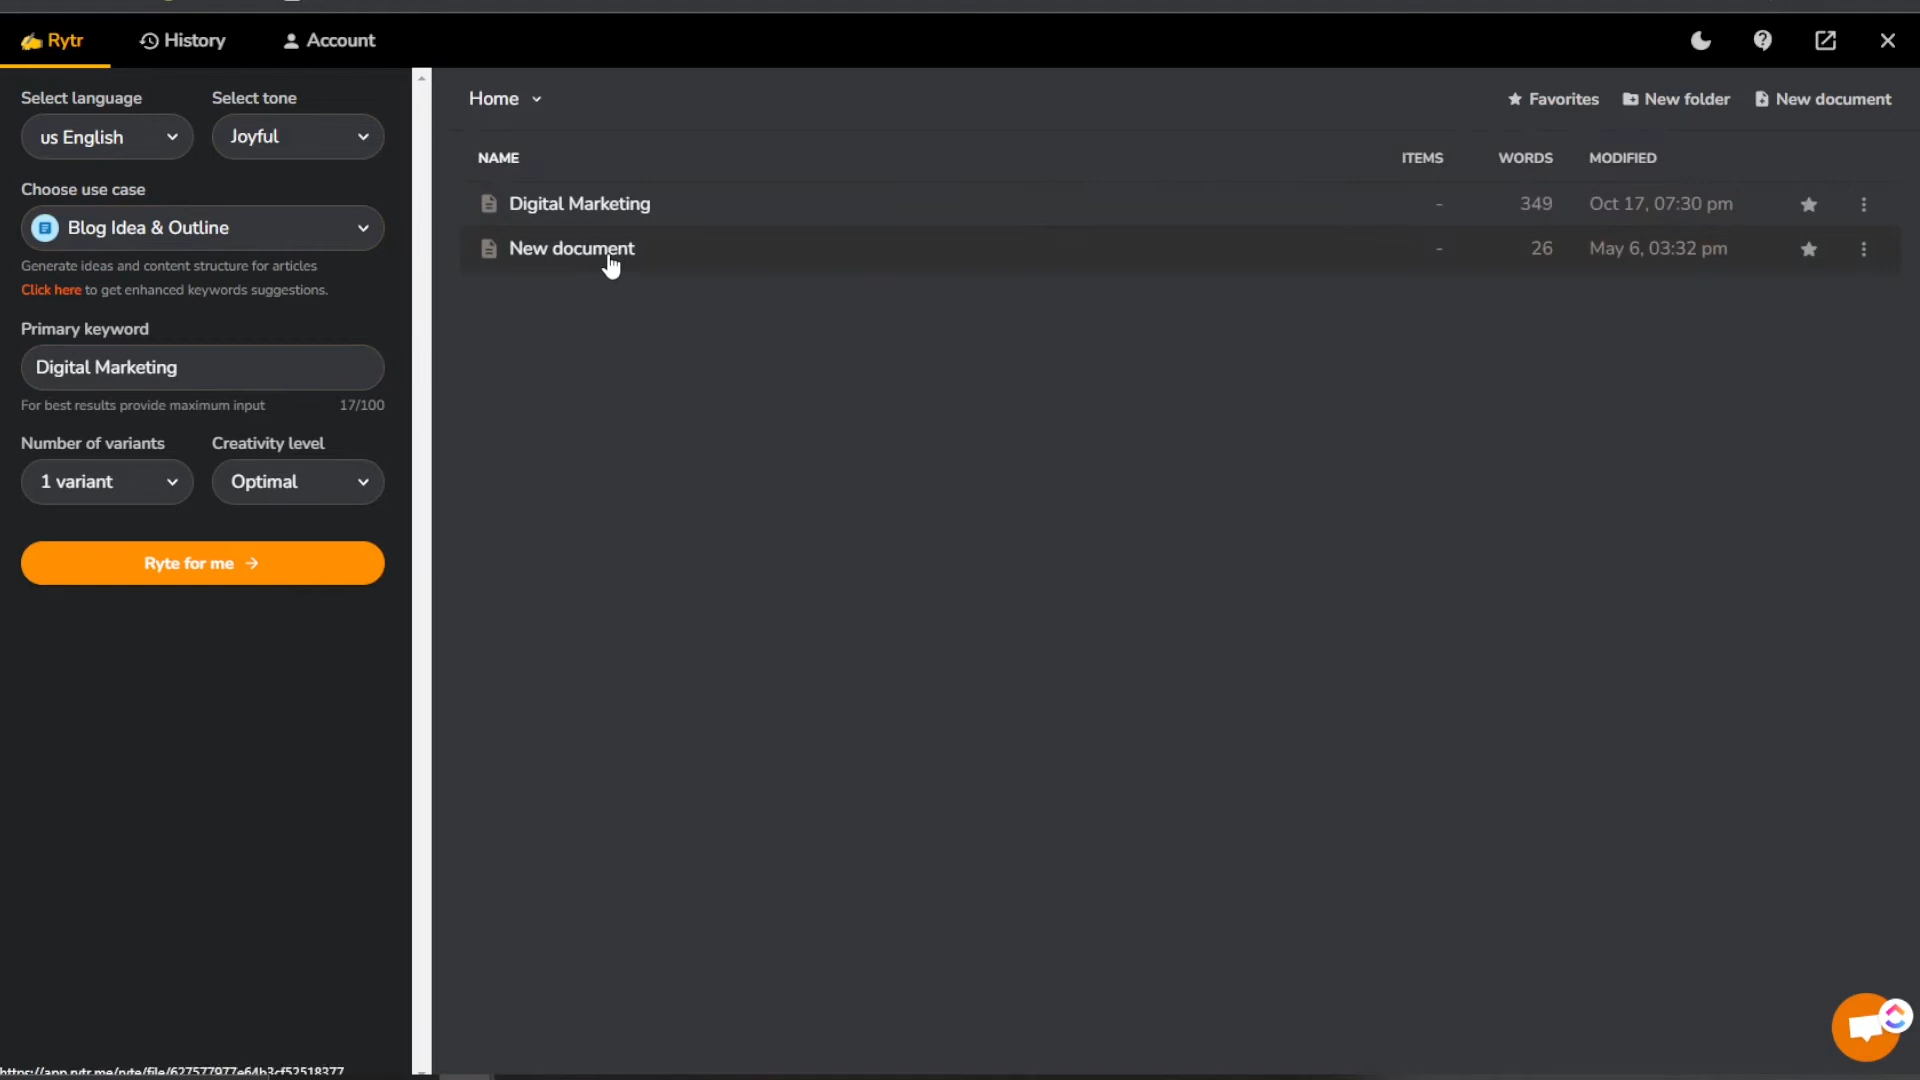 Rytr
History
Account
Select language
Select tone
us English
Joyful
Choose use case
Blog Idea & Outline
Generate ideas and content structure for articles
Click here to get enhanced keywords suggestions.
Primary keyword
Digital Marketing
For best results provide maximum input
17/100
Number of variants
Creativity level
1 variant
Optimal
Ryte for me
Home
Favorites
New folder
New document
NAME
ITEMS
WORDS
MODIFIED
Digital Marketing
-
349
Oct 17, 07:30 pm
New document
-
26
May 6, 03:32 pm